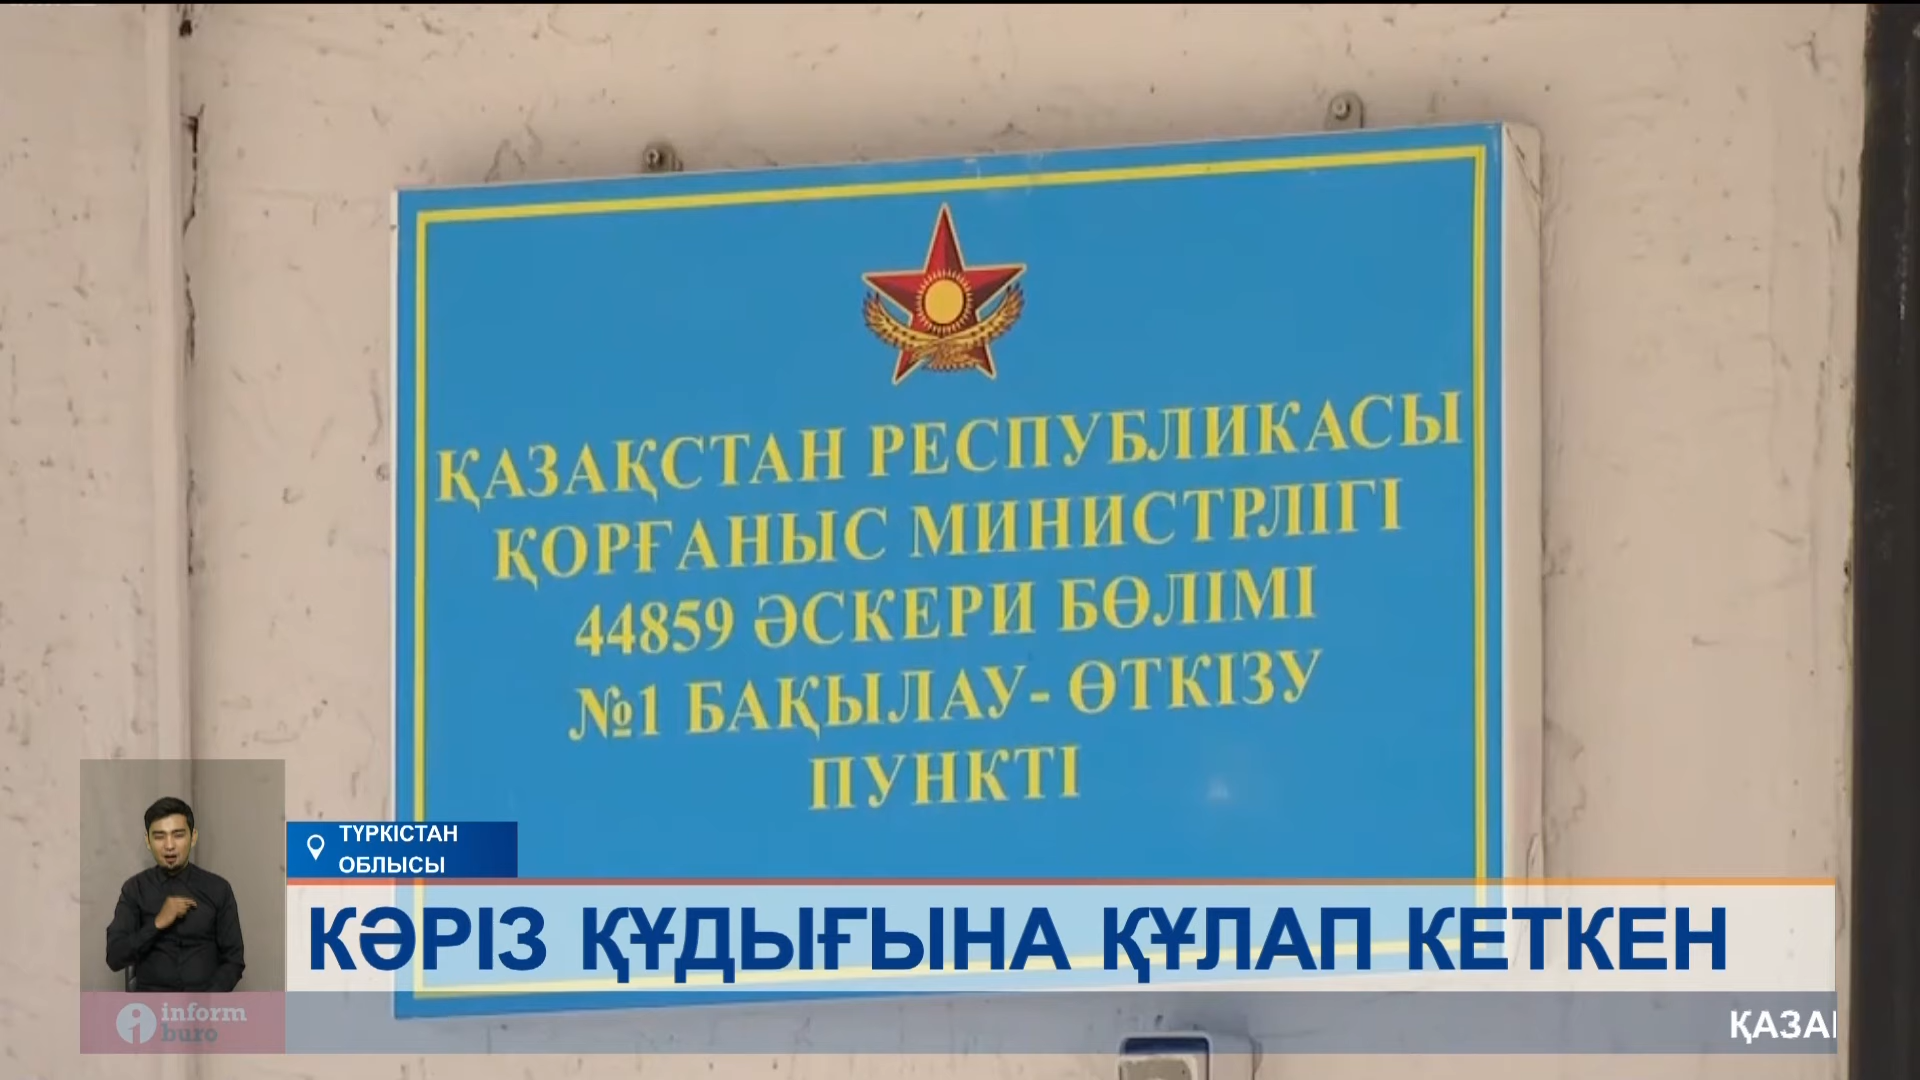 ҚАЗАҚСТАН РЕСПУБЛИКАСЫ
ҚОРҒАНЫС МИНИСТРЛІГІ
44859 ӘСКЕРИ БӨЛІМІ
№1 БАҚЫЛАУ- ӨТКІЗУ
ПУНКТІ
ТҮРКІСТАН
ОБЛЫСЫ
КӘРІЗ ҚҰДЫҒЫНА ҚҰЛАП КЕТКЕН
inform
buro
ҚАЗА